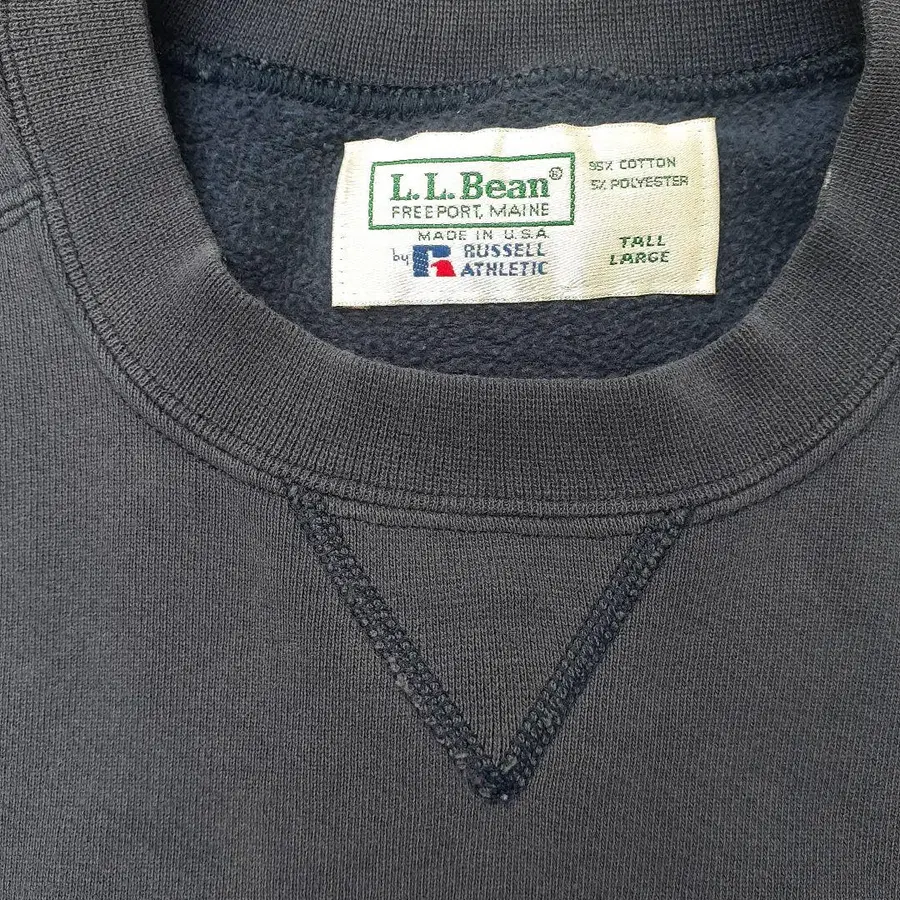 L.L.Bean®
FREEPORT, MAINE
MADE IN U.S.A
by RUSSELL
ATHLETIC
95% COTTON
5% POLYESTER
TALL
LARGE